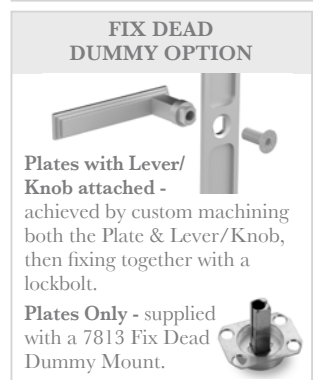 FIX DEAD
DUMMY OPTION
Plates with Lever/
Knob attached -
achieved by custom machining
both the Plate & Lever/Knob,
then fixing together with a
lockbolt.
Plates Only - supplied
with a 7813 Fix Dead
Dummy Mount.